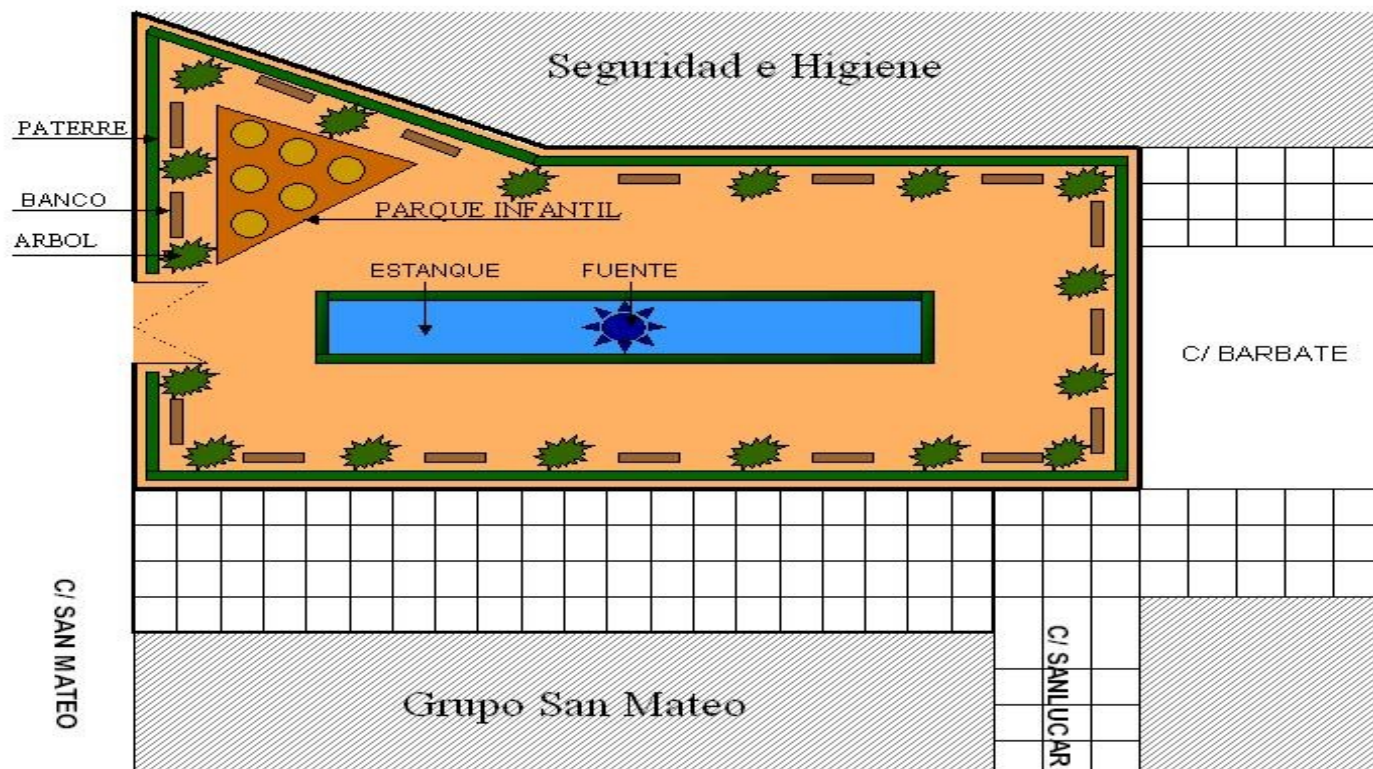 Seguridad e Higiene
PATERRE
BANCO
PARQUE INFANTIL
ARBOL
ESTANQUE
FUENTE
C/ BARBATE
C/ SAN MATEO
C/ SANLUCAR
Grupo San Mateo